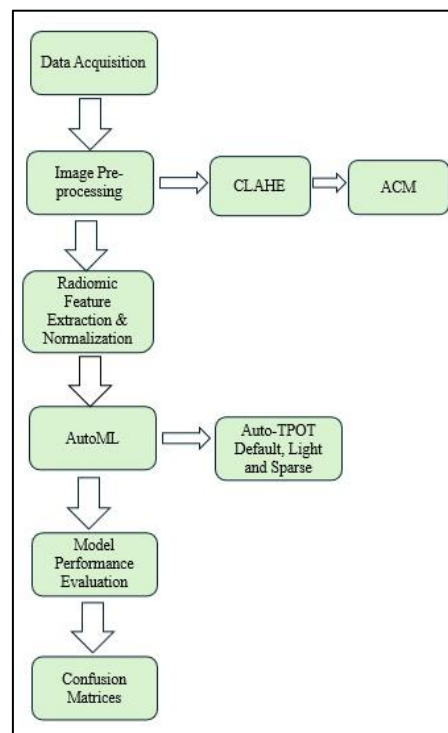 Data Acquisition
Image Pre-
processing
CLAHE
ACM
Radiomic
Feature
Extraction &
Normalization
AutoML
Auto-TPOT
Default, Light
and Sparse
Model
Performance
Evaluation
Confusion
Matrices